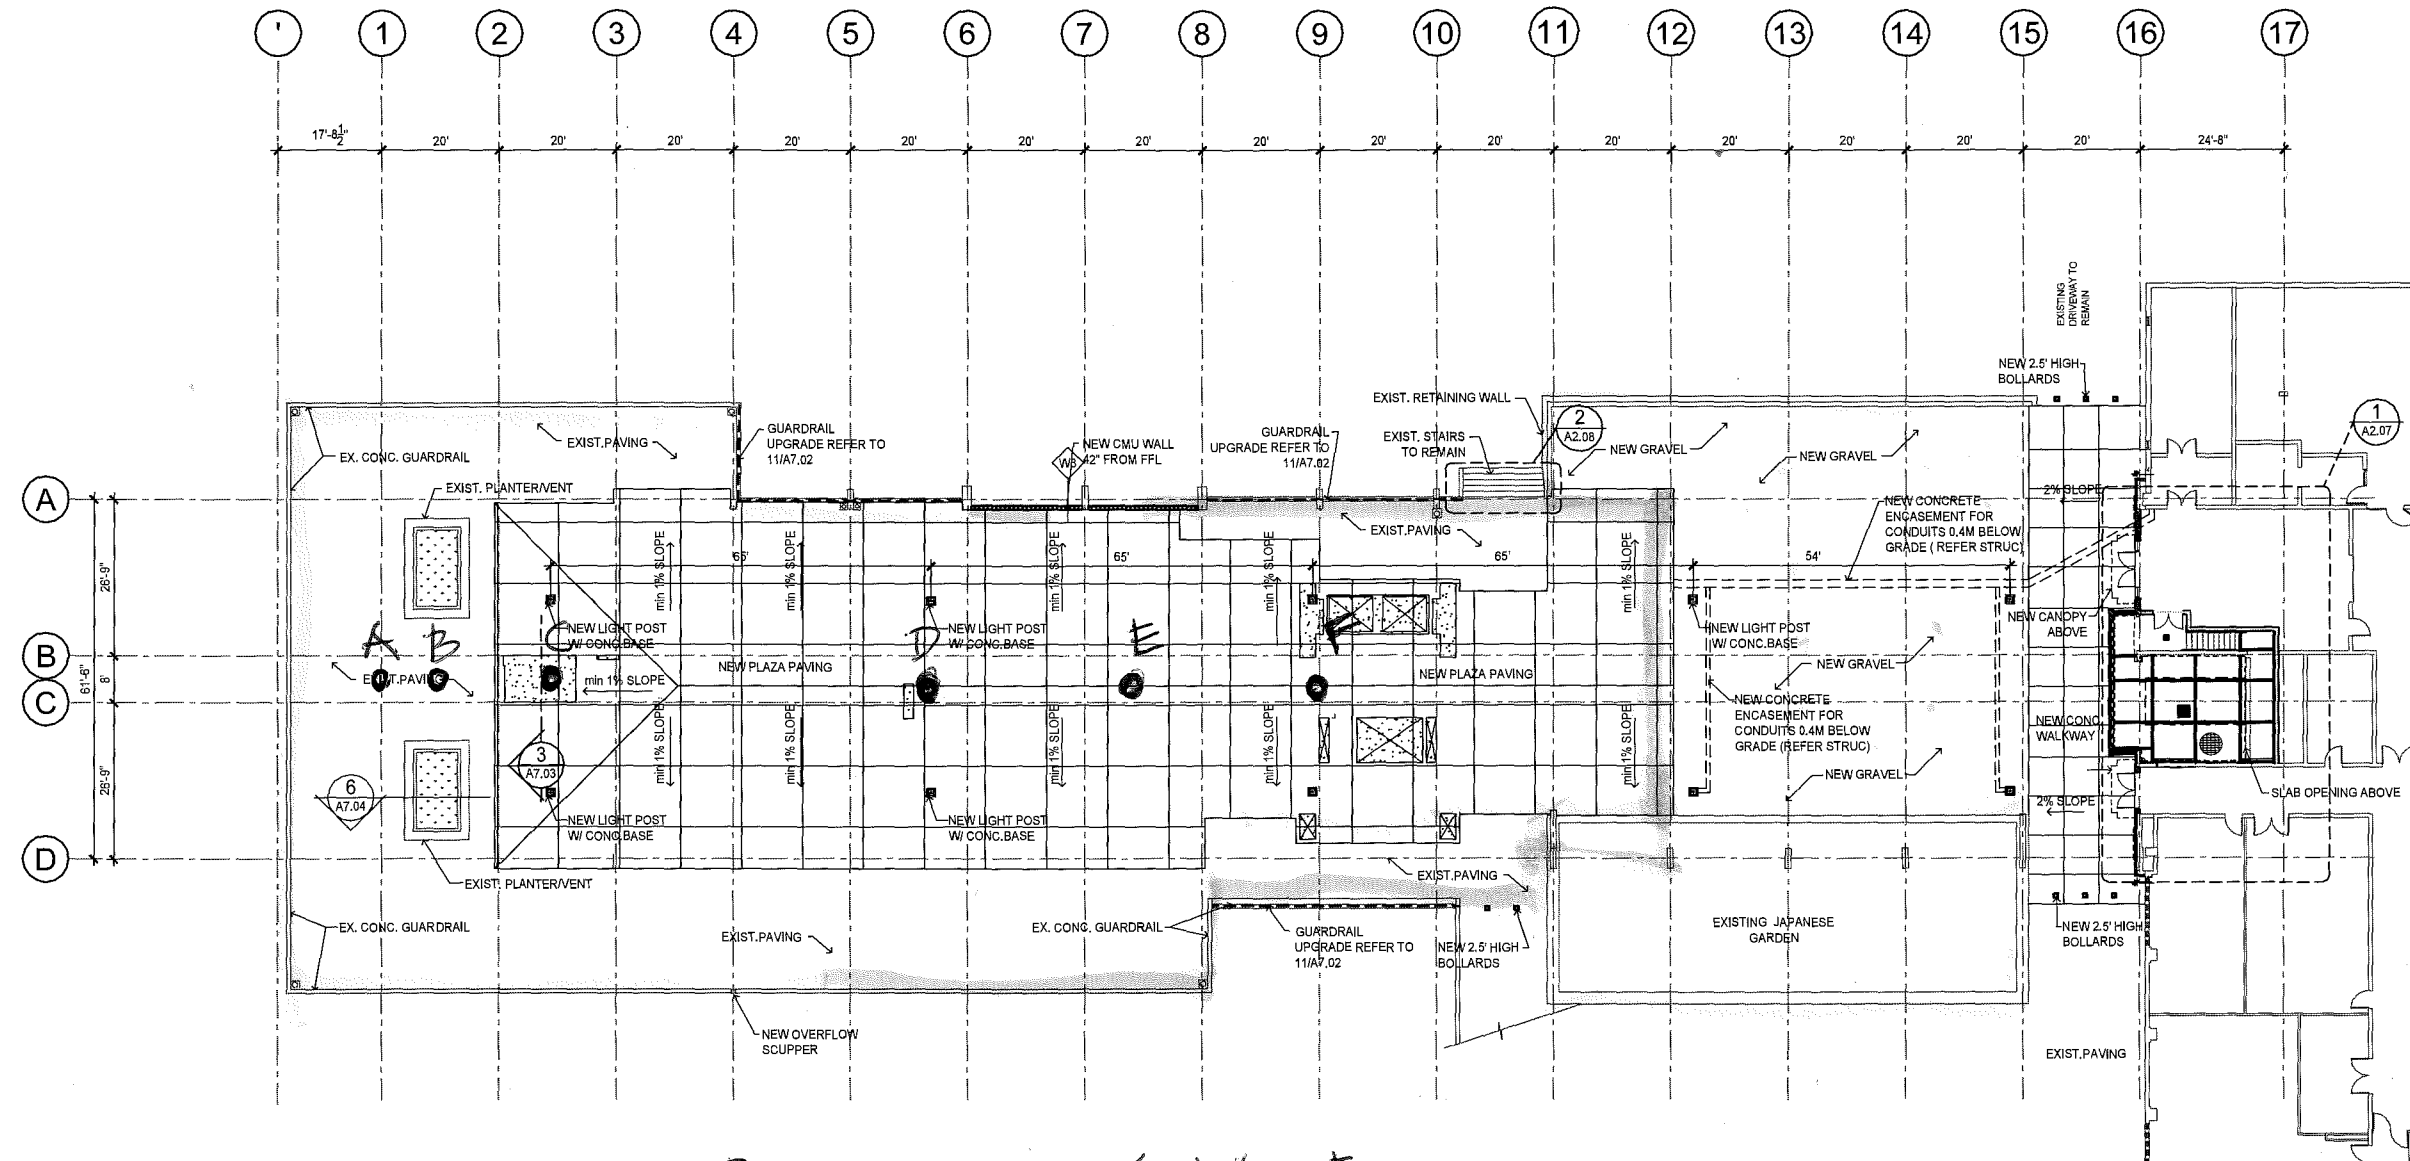 ' 1 2 3 4 5 6 7 8 9 10 11 12 13 14 15 16 17
17'-8½" 20' 20' 20' 20' 20' 20' 20' 20' 20' 20' 20' 20' 20' 20' 20' 24'-8"
EXISTING
DRIVEWAY TO
REMAIN
NEW 2.5' HIGH
BOLLARDS
EXIST. RETAINING WALL
2
A2.08
1
A2.07
EXIST. STAIRS
TO REMAIN
NEW GRAVEL
NEW GRAVEL
GUARDRAIL
UPGRADE REFER TO
11/A7.02
NEW CMU WALL
42" FROM FFL
W3
GUARDRAIL
UPGRADE REFER TO
11/A7.02
EXIST.PAVING
EX. CONC. GUARDRAIL
EXIST. PLANTER/VENT
A
2% SLOPE
NEW CONCRETE
ENCASEMENT FOR
CONDUITS 0.4M BELOW
GRADE ( REFER STRUC)
EXIST.PAVING
65'
65'
65'
54'
min 1% SLOPE
min 1% SLOPE
min 1% SLOPE
min 1% SLOPE
min 1% SLOPE
26'-9"
61'-6"
8'
26'-9"
NEW CANOPY
ABOVE
NEW LIGHT POST
W/ CONC.BASE
NEW LIGHT POST
W/ CONC.BASE
NEW LIGHT POST
W/ CONC.BASE
A B C D E F
B
NEW PLAZA PAVING
NEW PLAZA PAVING
NEW GRAVEL
EXIST.PAVING
min 1% SLOPE
C
NEW CONCRETE
ENCASEMENT FOR
CONDUITS 0.4M BELOW
GRADE (REFER STRUC)
NEW CONC.
WALKWAY
min 1% SLOPE
min 1% SLOPE
min 1% SLOPE
min 1% SLOPE
min 1% SLOPE
3
A7.03
6
A7.04
NEW GRAVEL
SLAB OPENING ABOVE
2% SLOPE
NEW LIGHT POST
W/ CONC.BASE
NEW LIGHT POST
W/ CONC.BASE
D
EXIST. PLANTER/VENT
EXIST.PAVING
EX. CONC. GUARDRAIL
EXIST.PAVING
EX. CONC. GUARDRAIL
GUARDRAIL
UPGRADE REFER TO
11/A7.02
NEW 2.5' HIGH
BOLLARDS
EXISTING JAPANESE
GARDEN
NEW 2.5' HIGH
BOLLARDS
NEW OVERFLOW
SCUPPER
EXIST.PAVING